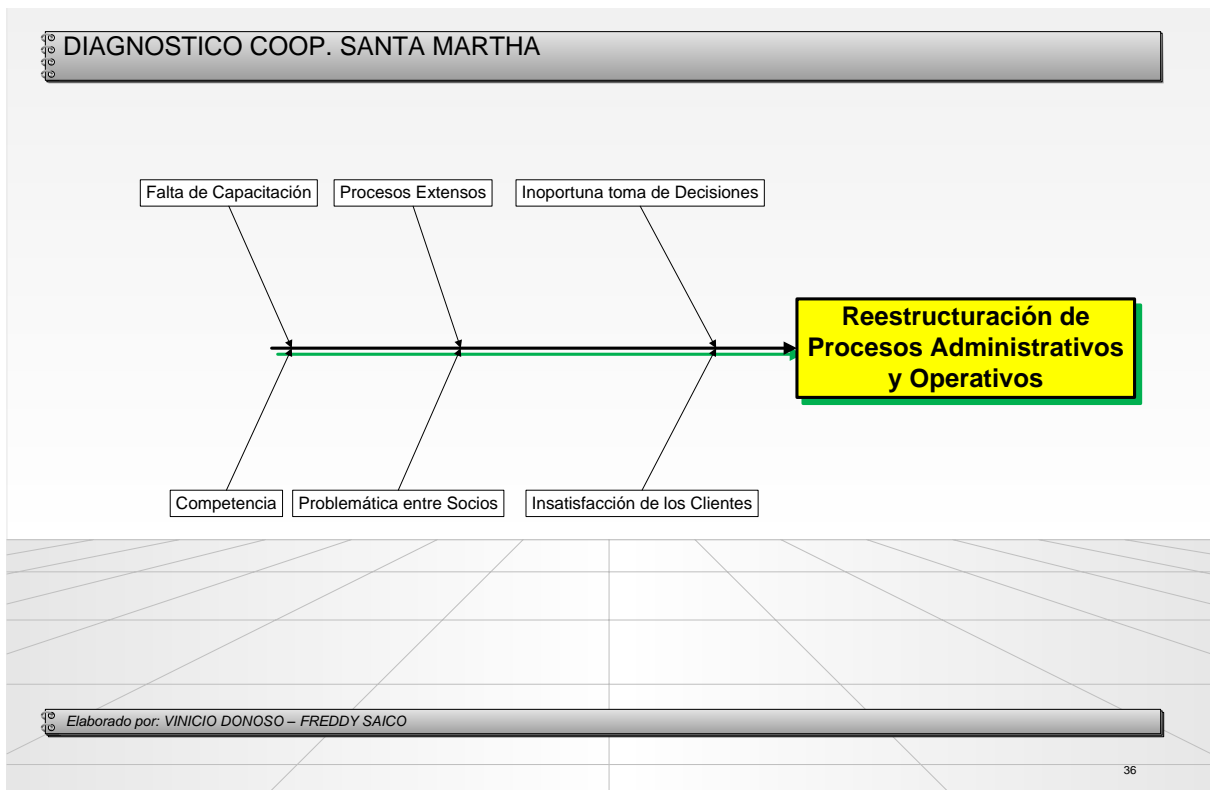 DIAGNOSTICO COOP. SANTA MARTHA
Falta de Capacitación
Procesos Extensos
Inoportuna toma de Decisiones
Reestructuración de
Procesos Administrativos
y Operativos
Competencia
Problemática entre Socios
Insatisfacción de los Clientes
Elaborado por: VINICIO DONOSO – FREDDY SAICO
36